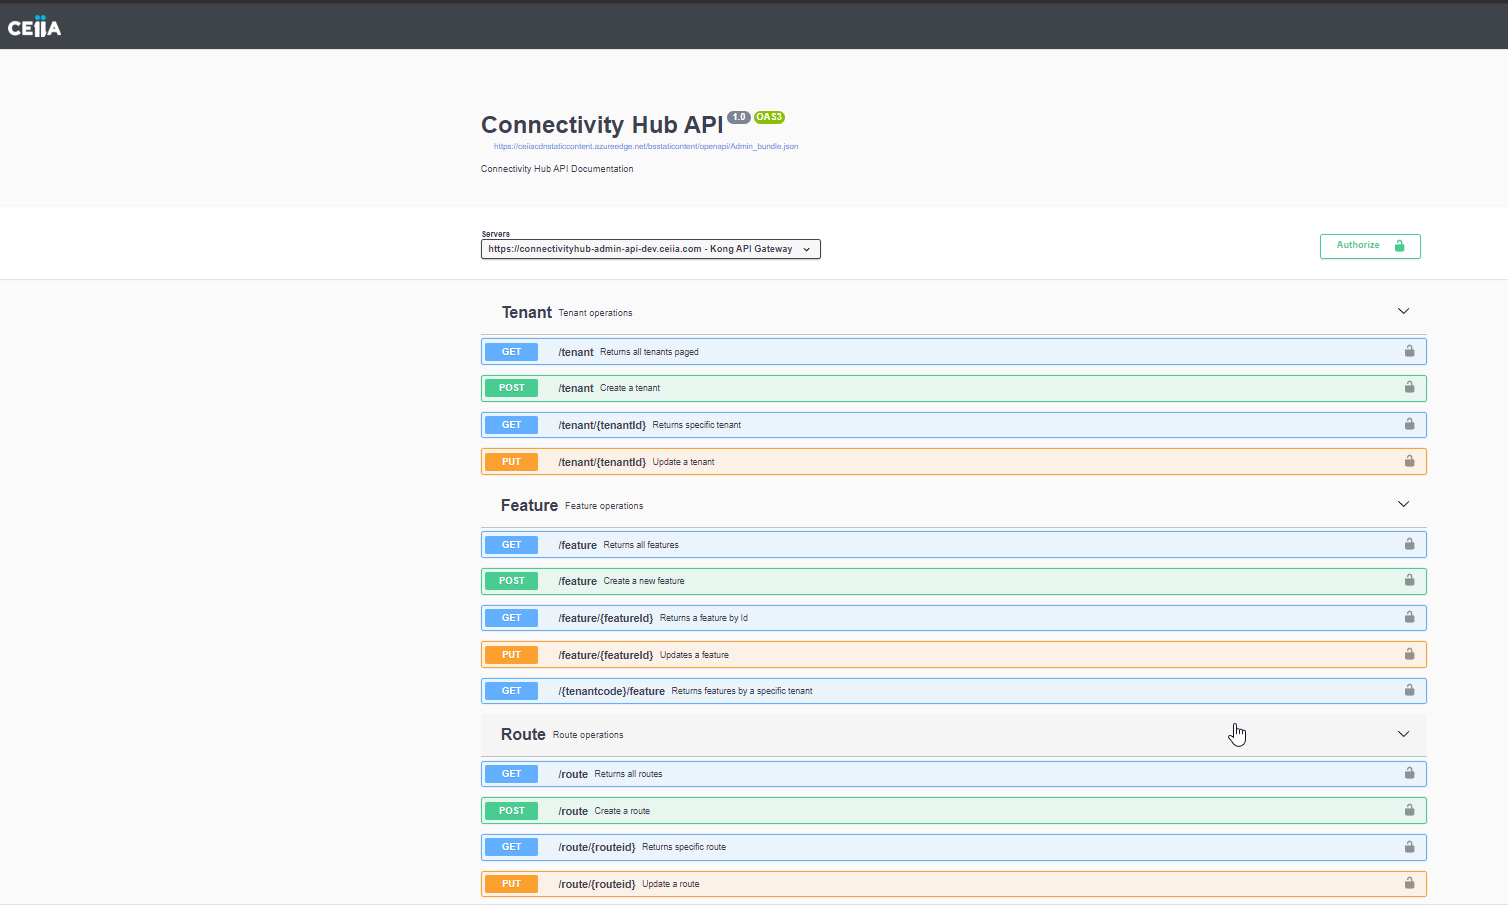 CEiiA
Connectivity Hub API 1.0 OAS3
https://ceiiacdnstaticcontent.azureedge.net/bsstaticontent/openapi/Admin_bundle.json
Connectivity Hub API Documentation
Servers
https://connectivityhub-admin-api-dev.ceiia.com - Kong API Gateway
Authorize
Tenant Tenant operations
GET /tenant Returns all tenants paged
POST /tenant Create a tenant
GET /tenant/{tenantId} Returns specific tenant
PUT /tenant/{tenantId} Update a tenant
Feature Feature operations
GET /feature Returns all features
POST /feature Create a new feature
GET /feature/{featureId} Returns a feature by Id
PUT /feature/{featureId} Updates a feature
GET /{tenantcode}/feature Returns features by a specific tenant
Route Route operations
GET /route Returns all routes
POST /route Create a route
GET /route/{routeid} Returns specific route
PUT /route/{routeid} Update a route